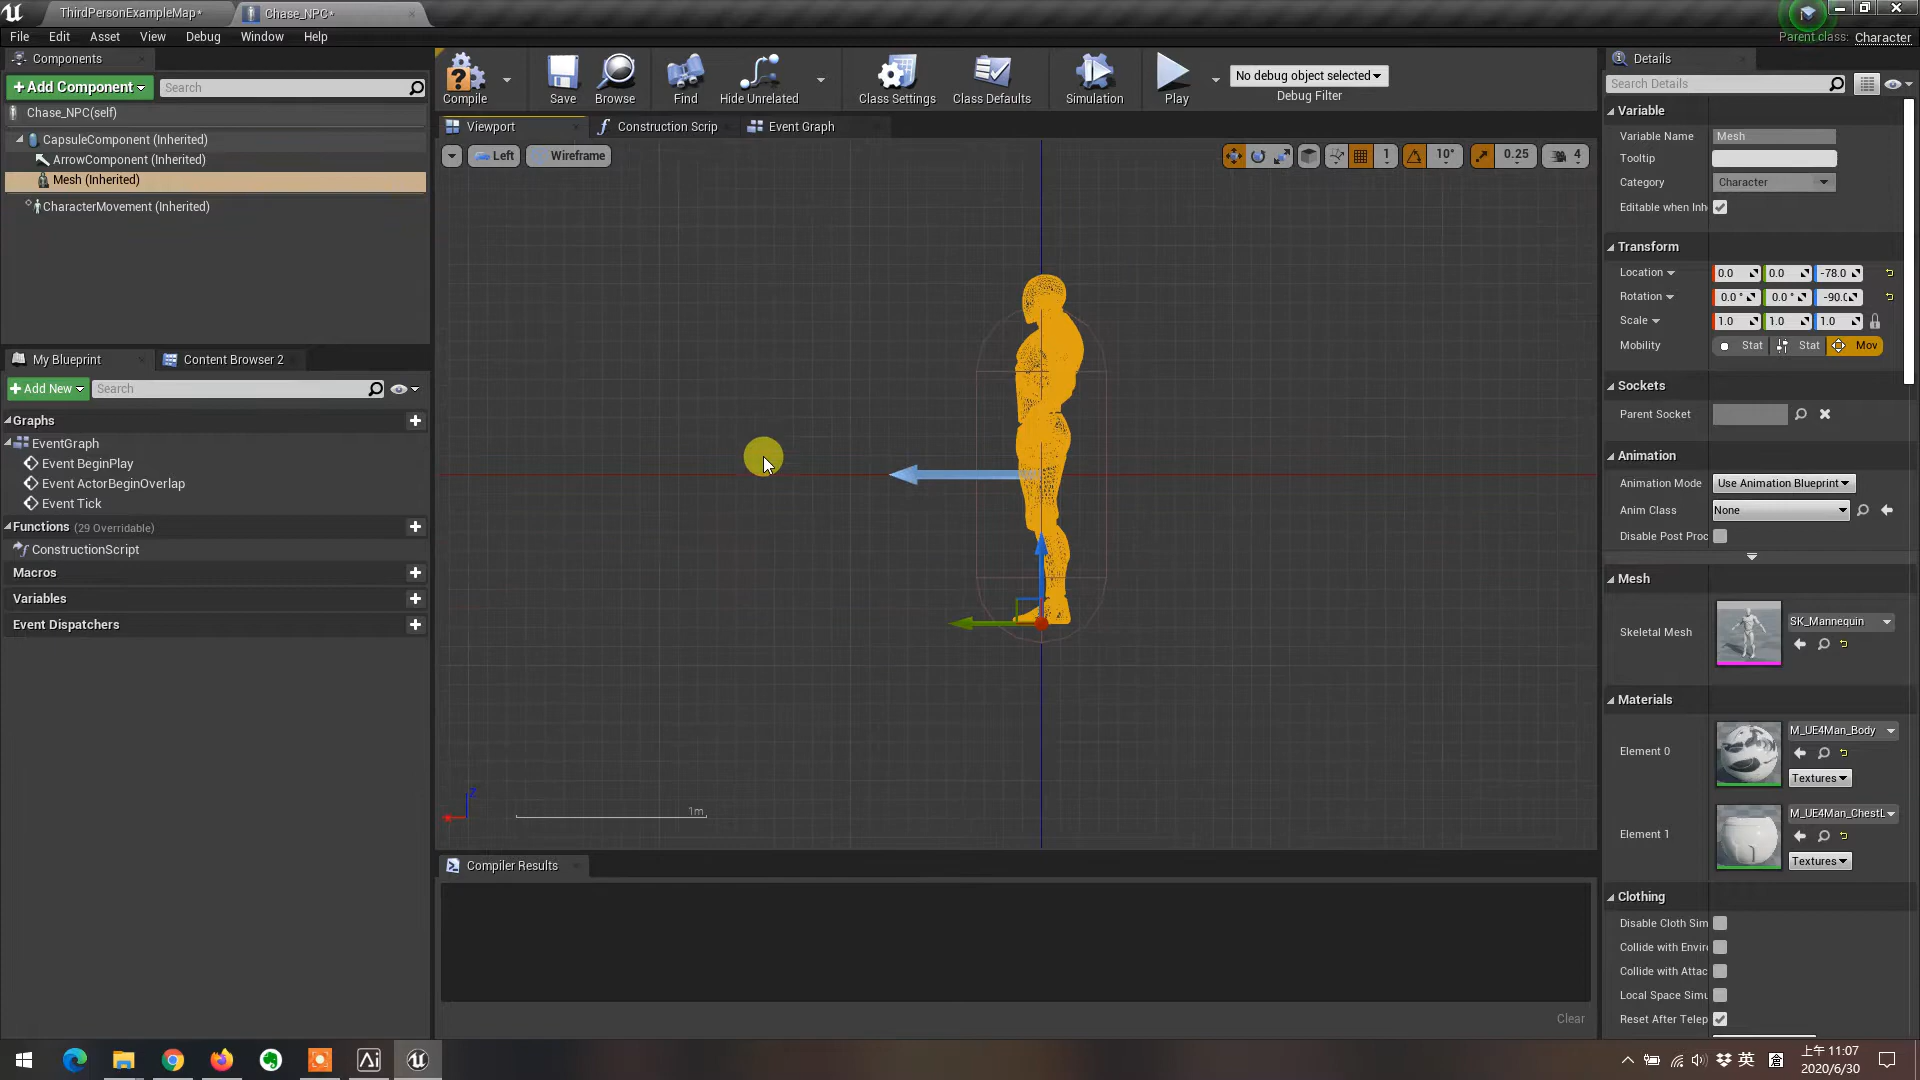 ThirdPersonExampleMap*
Chase_NPC*
File Edit Asset View Debug Window Help
Parent class: Character
Components
+Add Component
Search
Chase_NPC(self)
CapsuleComponent (Inherited)
ArrowComponent (Inherited)
Mesh (Inherited)
CharacterMovement (Inherited)
Compile
Save
Browse
Find
Hide Unrelated
Class Settings
Class Defaults
Simulation
Play
No debug object selected
Debug Filter
Viewport
Construction Scrip
Event Graph
Left
Wireframe
1
10°
0.25
4
Z
1m
My Blueprint
Content Browser 2
+Add New
Search
Graphs
EventGraph
Event BeginPlay
Event ActorBeginOverlap
Event Tick
Functions (29 Overridable)
ConstructionScript
Macros
Variables
Event Dispatchers
Compiler Results
Clear
Details
Search Details
Variable
Variable Name Mesh
Tooltip
Category Character
Editable when Inh
Transform
Location 0.0 0.0 -78.0
Rotation 0.0 ° 0.0 ° -90.0
Scale 1.0 1.0 1.0
Mobility Stat Stat Mov
Sockets
Parent Socket
Animation
Animation Mode Use Animation Blueprint
Anim Class None
Disable Post Proc
Mesh
Skeletal Mesh SK_Mannequin
Materials
Element 0 M_UE4Man_Body
Textures
Element 1 M_UE4Man_ChestL
Textures
Clothing
Disable Cloth Sim
Collide with Envir
Collide with Attac
Local Space Simu
Reset After Telep
英
上午 11:07
2020/6/30